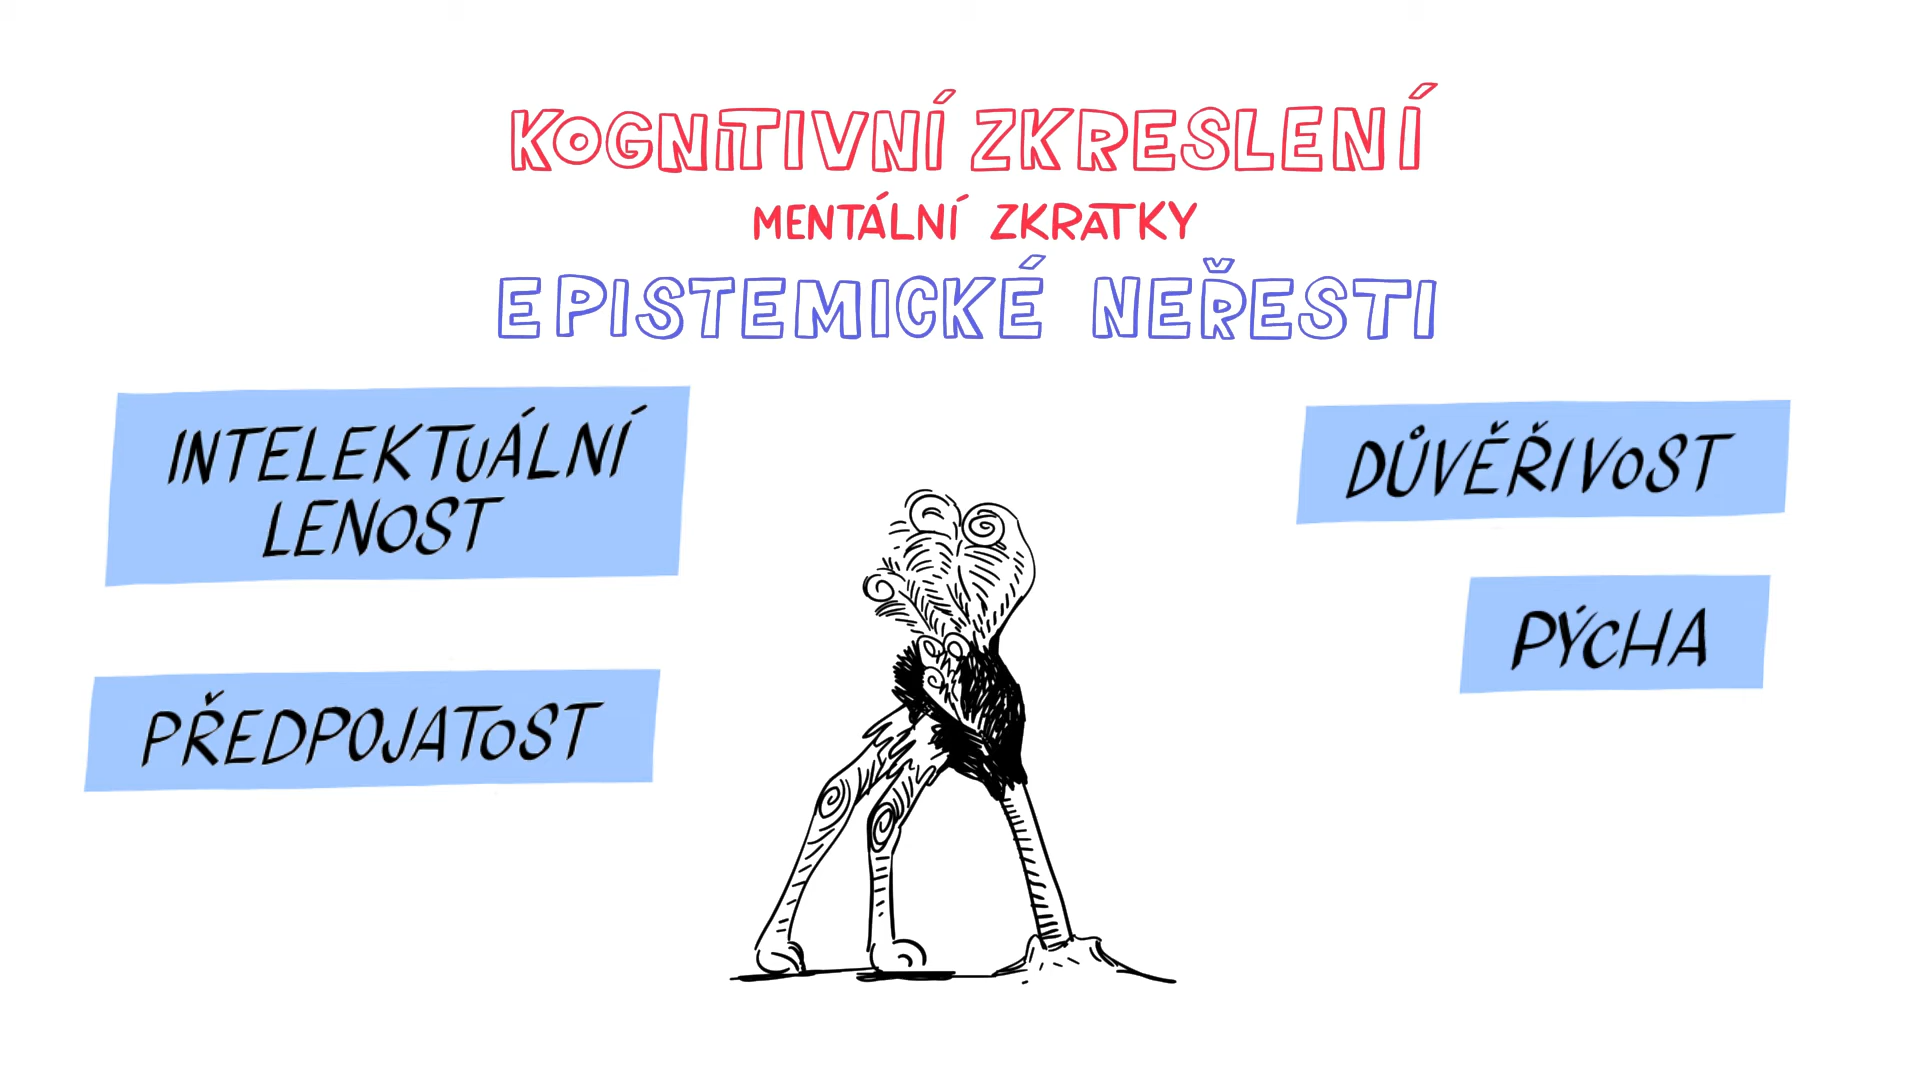 KOGNITIVNÍ ZKRESLENÍ
MENTÁLNÍ ZKRATKY
EPISTEMICKÉ NEŘESTI
INTELEKTUÁLNÍ
LENOST
DŮVĚŘIVOST
PÝCHA
PŘEDPOJATOST